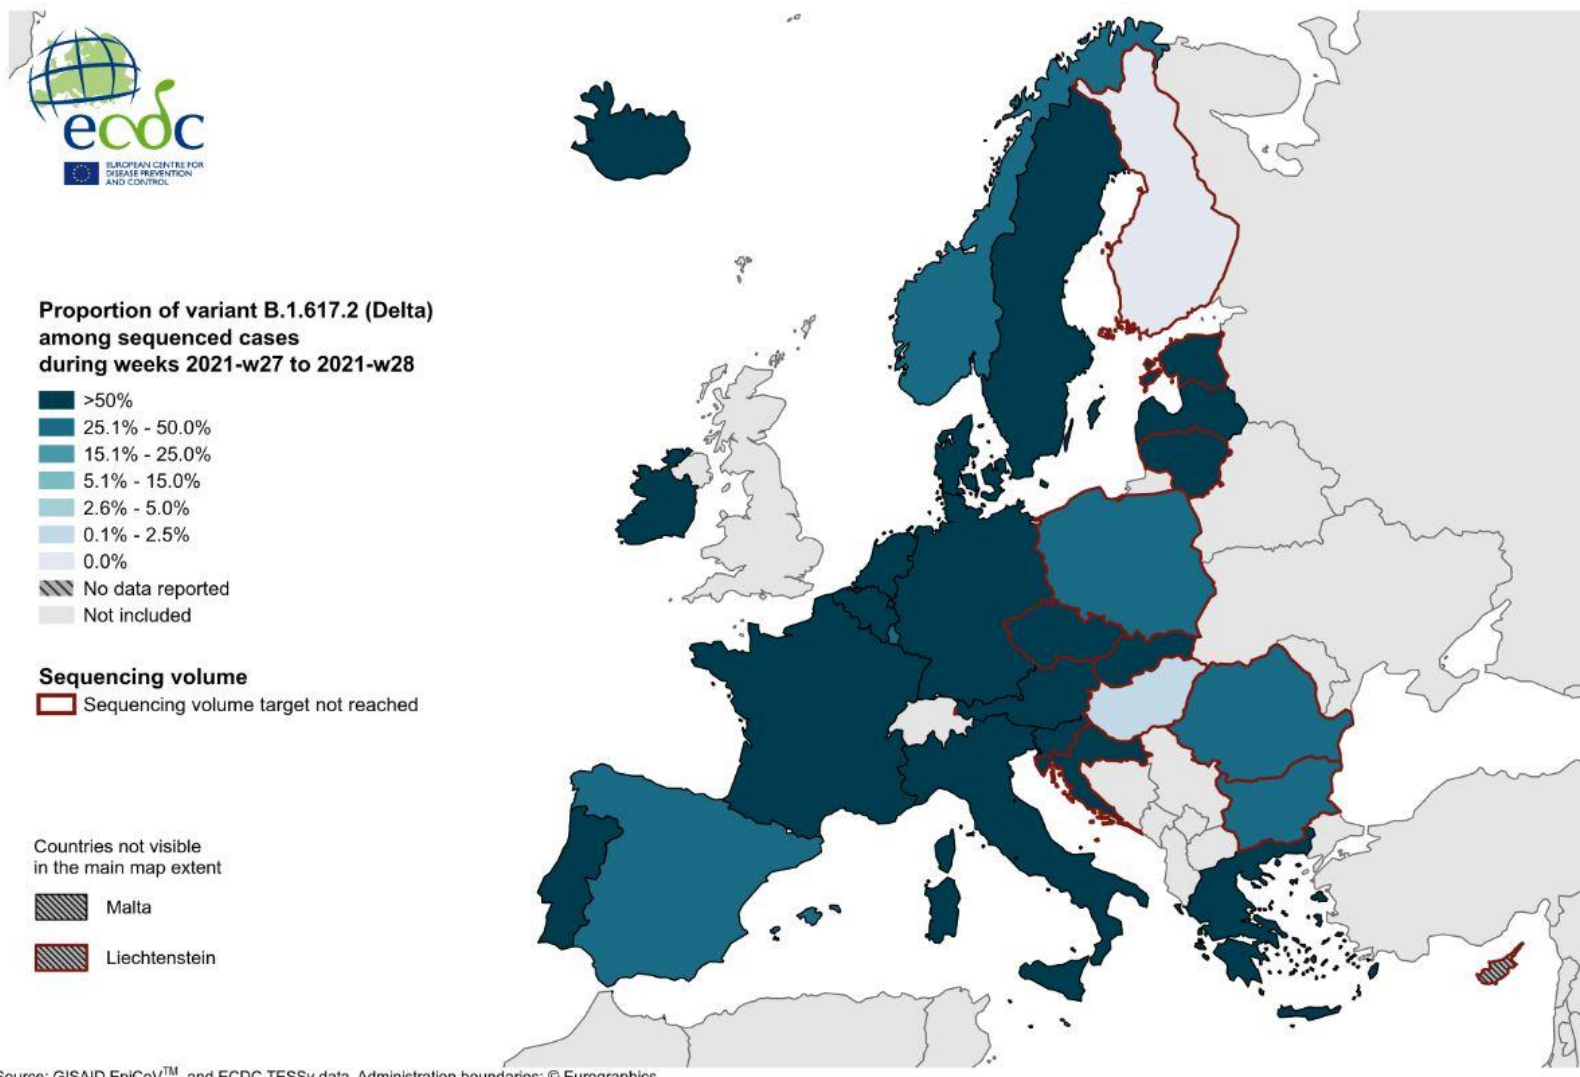 ecdc
EUROPEAN CENTRE FOR
DISEASE PREVENTION
AND CONTROL
Proportion of variant B.1.617.2 (Delta)
among sequenced cases
during weeks 2021-w27 to 2021-w28
>50%
25.1% - 50.0%
15.1% - 25.0%
5.1% - 15.0%
2.6% - 5.0%
0.1% - 2.5%
0.0%
No data reported
Not included
Sequencing volume
Sequencing volume target not reached
Countries not visible
in the main map extent
Malta
Liechtenstein
Source: GISAID EpiCoV™ and ECDC TESSy data. Administration boundaries: © Eurographics